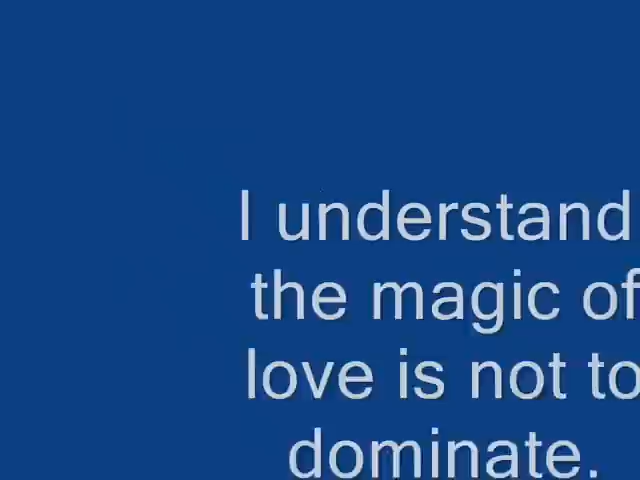 I understand
the magic of
love is not to
dominate.